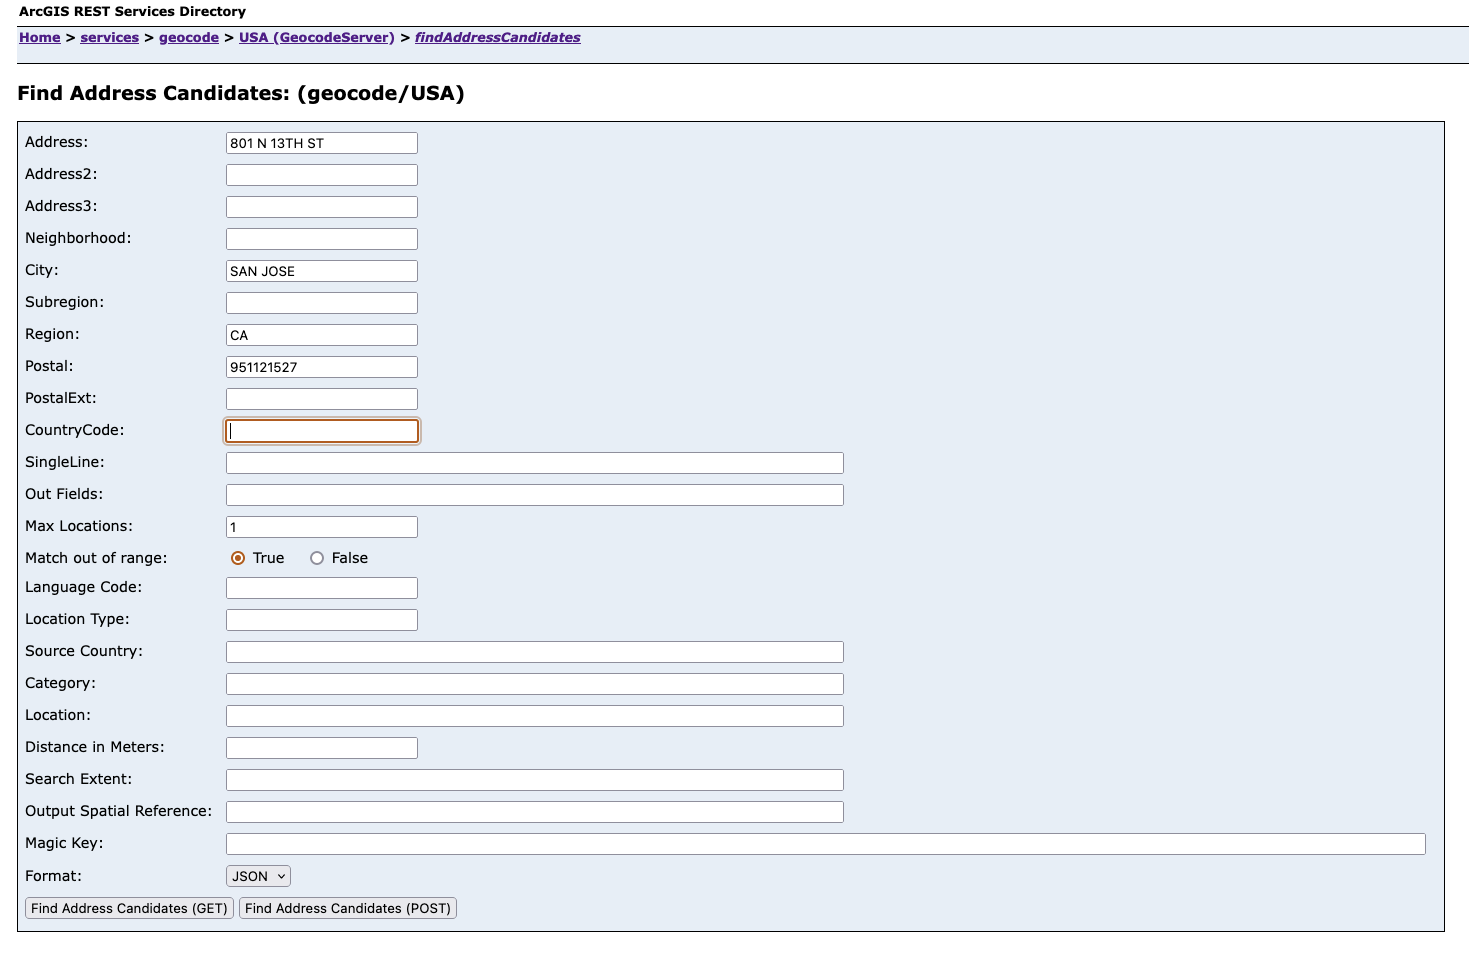 ArcGIS REST Services Directory
Home > services > geocode > USA (GeocodeServer) > findAddressCandidates
Find Address Candidates: (geocode/USA)
Address: 801 N 13TH ST
Address2:
Address3:
Neighborhood:
City: SAN JOSE
Subregion:
Region: CA
Postal: 951121527
PostalExt:
CountryCode:
SingleLine:
Out Fields:
Max Locations: 1
Match out of range: True False
Language Code:
Location Type:
Source Country:
Category:
Location:
Distance in Meters:
Search Extent:
Output Spatial Reference:
Magic Key:
Format: JSON
Find Address Candidates (GET) Find Address Candidates (POST)